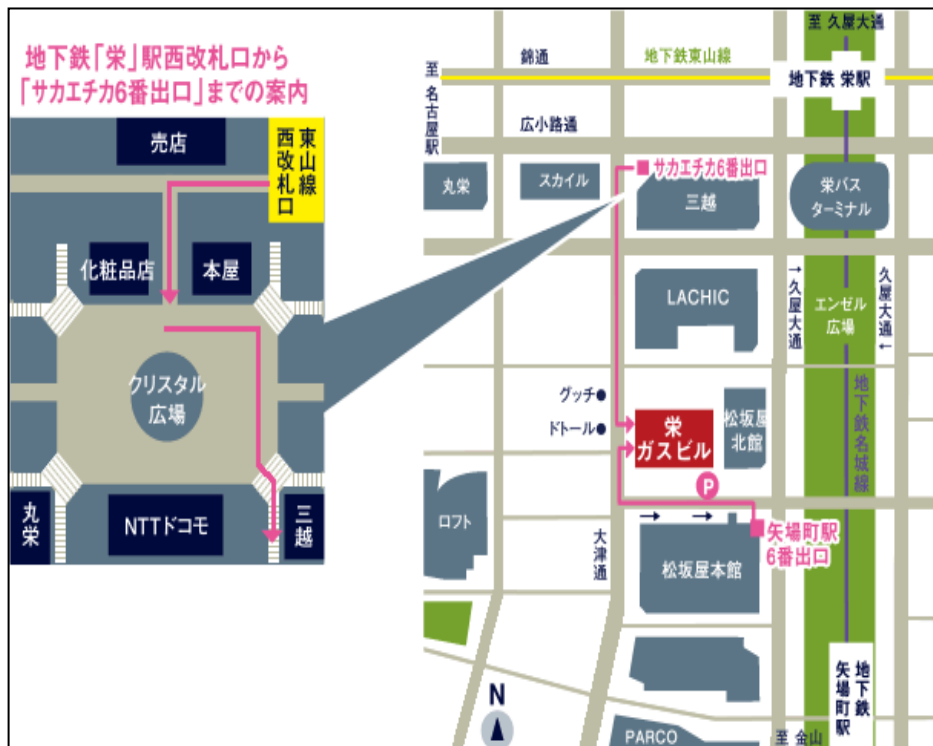 地下鉄「栄」駅西改札口から
「サカエチカ6番出口」までの案内
売店
東山線
西改札口
化粧品店
本屋
クリスタル
広場
丸栄
NTTドコモ
三越
至 久屋大通
錦通
地下鉄東山線
至 名古屋駅
地下鉄 栄駅
広小路通
サカエチカ6番出口
丸栄
スカイル
三越
栄バス
ターミナル
LACHIC
→久屋大通
エンゼル
広場
久屋大通←
グッチ
ドトール
栄
ガスビル
松坂屋
北館
地下鉄名城線
P
ロフト
大津通
→ →
矢場町駅
6番出口
松坂屋本館
N
地下鉄
矢場町駅
PARCO
至 金山